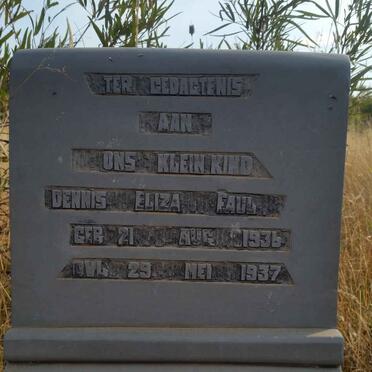 TER GEDAGTENIS
AAN
ONS KLEIN KIND
DENNIS ELIZA FAUL
GEB 21 AUG 1936
OVL 29 MEI 1937